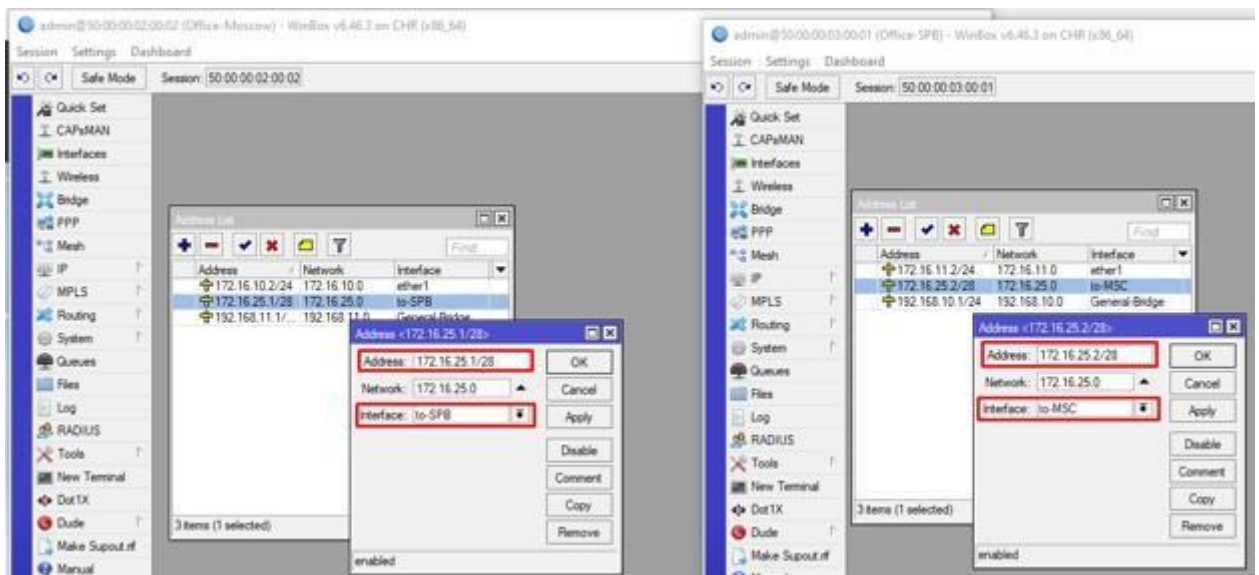 admin@50:00:00:02:00:02 (Office-Moscow) - WinBox v6.46.3 on CHR (x86_64)
Session Settings Dashboard
Safe Mode Session: 50:00:00:02:00:02
Quick Set
CAPsMAN
Interfaces
Wireless
Bridge
PPP
Mesh
IP
MPLS
Routing
System
Queues
Files
Log
RADIUS
Tools
New Terminal
Dot1X
Dude
Make Supout.rif
Manual
Address List
Find
Address Network Interface
172.16.10.2/24 172.16.10.0 ether1
172.16.25.1/28 172.16.25.0 to-SPB
192.168.11.1/... 192.168.11.0 General-Bridge
3 items (1 selected)
Address <172.16.25.1/28>
Address: 172.16.25.1/28
Network: 172.16.25.0
Interface: to-SPB
OK
Cancel
Apply
Disable
Comment
Copy
Remove
enabled
admin@50:00:00:03:00:01 (Office-SPB) - WinBox v6.46.3 on CHR (x86_64)
Session Settings Dashboard
Safe Mode Session: 50:00:00:03:00:01
Quick Set
CAPsMAN
Interfaces
Wireless
Bridge
PPP
Mesh
IP
MPLS
Routing
System
Queues
Files
Log
RADIUS
Tools
New Terminal
Dot1X
Dude
Make Supout.rif
Address List
Find
Address Network Interface
172.16.11.2/24 172.16.11.0 ether1
172.16.25.2/28 172.16.25.0 to-MSC
192.168.10.1/24 192.168.10.0 General-Bridge
3 items (1 selected)
Address <172.16.25.2/28>
Address: 172.16.25.2/28
Network: 172.16.25.0
Interface: to-MSC
OK
Cancel
Apply
Disable
Comment
Copy
Remove
enabled